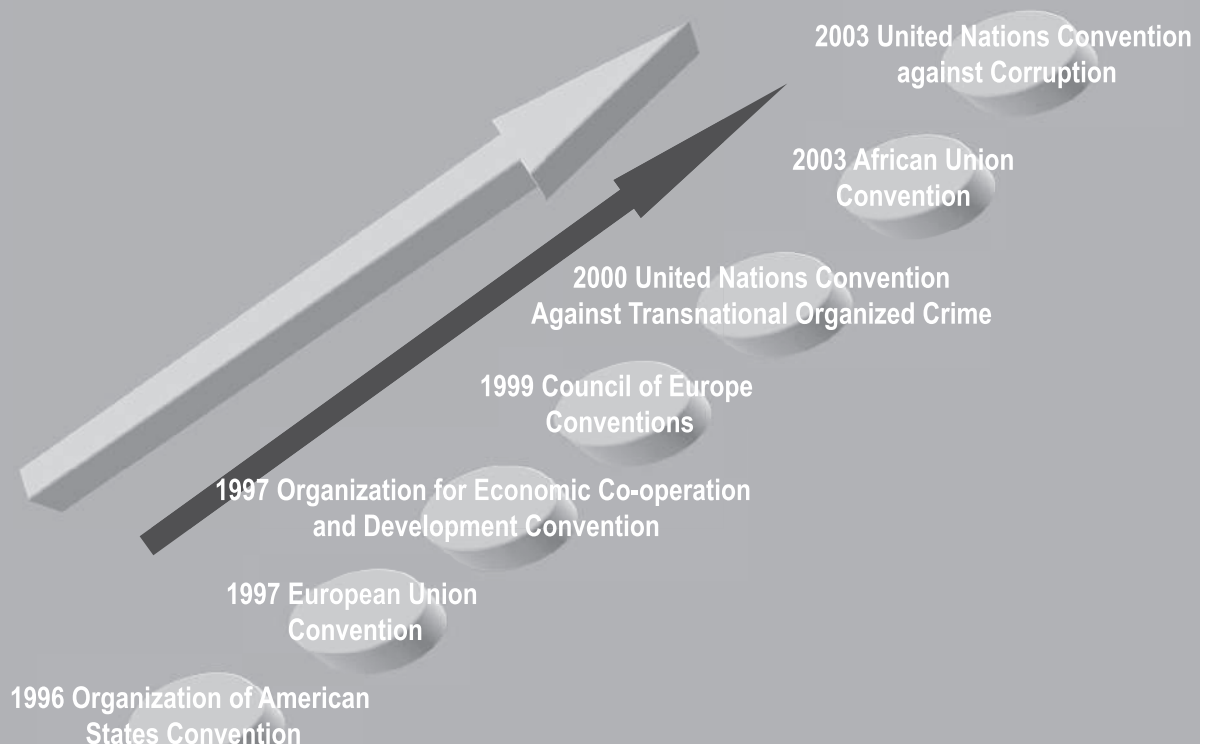 2003 United Nations Convention
against Corruption
2003 African Union
Convention
2000 United Nations Convention
Against Transnational Organized Crime
1999 Council of Europe
Conventions
1997 Organization for Economic Co-operation
and Development Convention
1997 European Union
Convention
1996 Organization of American
States Convention